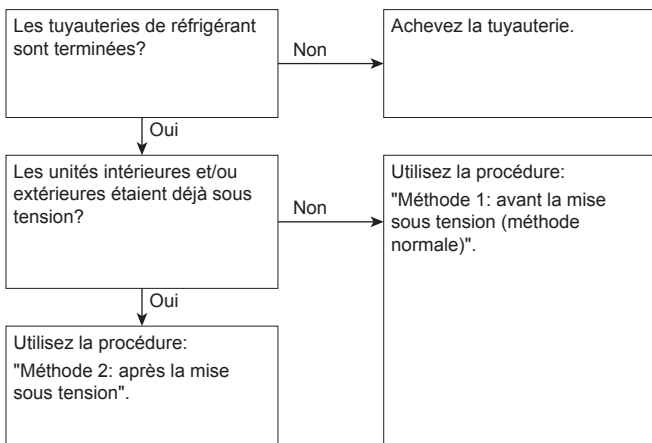 Les tuyauteries de réfrigérant
sont terminées?
Non
Achevez la tuyauterie.
Oui
Les unités intérieures et/ou
extérieures étaient déjà sous
tension?
Non
Utilisez la procédure:
"Méthode 1: avant la mise
sous tension (méthode
normale)".
Oui
Utilisez la procédure:
"Méthode 2: après la mise
sous tension".